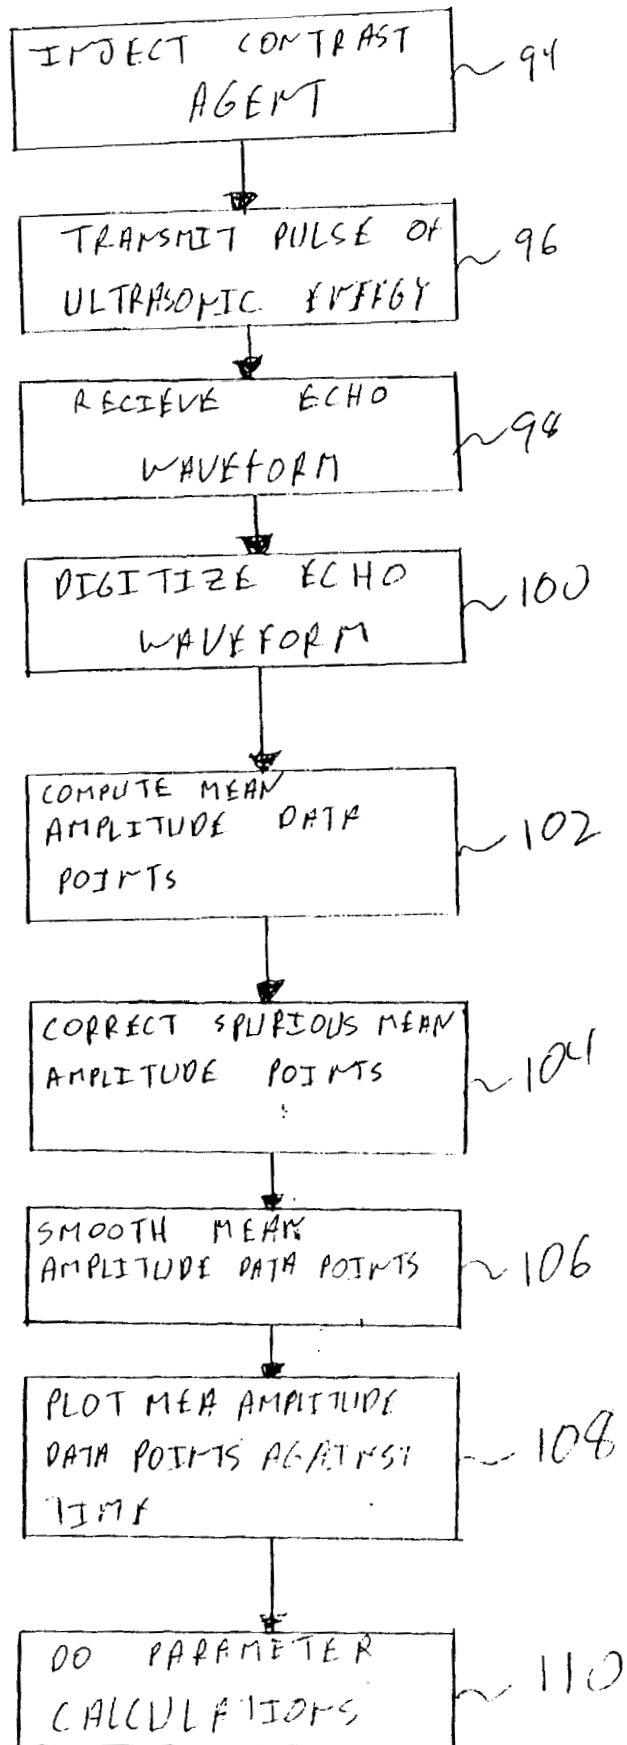 INJECT CONTRAST
AGENT
94
TRANSMIT PULSE OF
ULTRASONIC ENERGY
96
RECIEVE ECHO
WAVEFORM
98
DIGITIZE ECHO
WAVEFORM
100
COMPUTE MEAN
AMPLITUDE DATA
POINTS
102
CORRECT SPURIOUS MEAN
AMPLITUDE POINTS
104
SMOOTH MEAN
AMPLITUDE DATA POINTS
106
PLOT MEA AMPLITUDE
DATA POINTS AGAINST
TIME
108
DO PARAMETER
CALCULATIONS
110